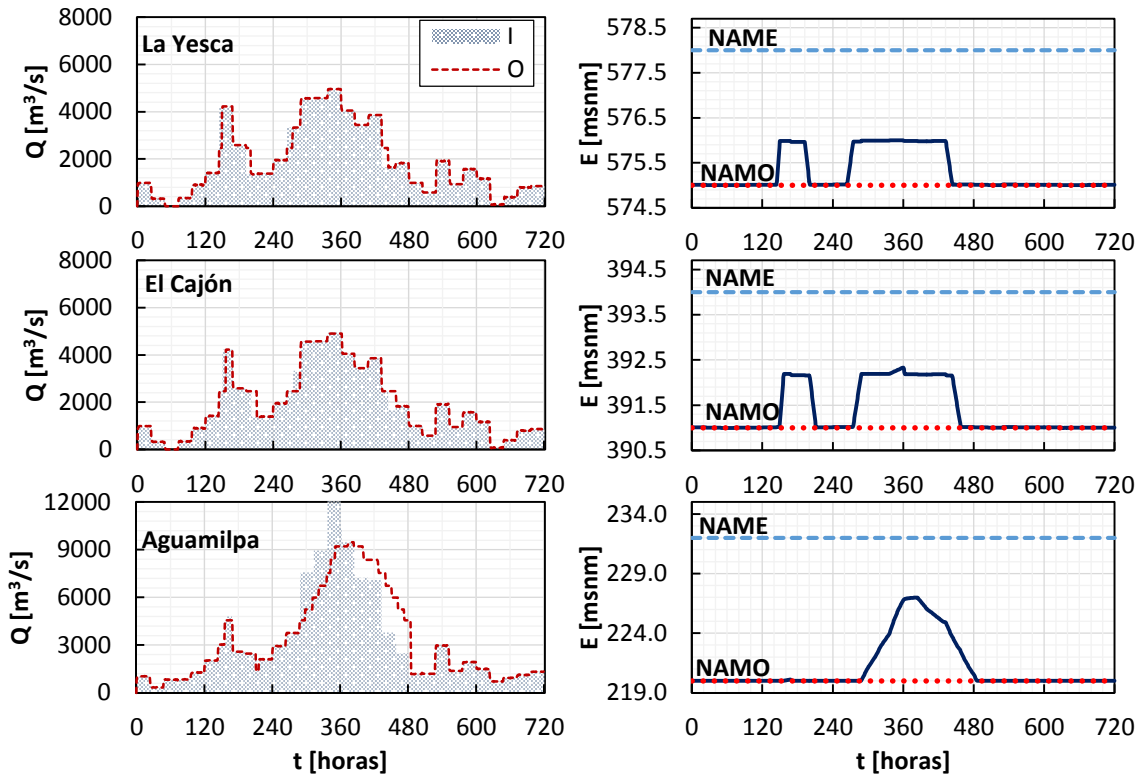 La Yesca
I
O
Q [m³/s]
8000
6000
4000
2000
0
0 120 240 360 480 600 720
NAME
NAMO
E [msnm]
578.5
577.5
576.5
575.5
574.5
0 120 240 360 480 600 720
El Cajón
Q [m³/s]
8000
6000
4000
2000
0
0 120 240 360 480 600 720
NAME
NAMO
E [msnm]
394.5
393.5
392.5
391.5
390.5
0 120 240 360 480 600 720
Aguamilpa
Q [m³/s]
12000
9000
6000
3000
0
0 120 240 360 480 600 720
t [horas]
NAME
NAMO
E [msnm]
234.0
229.0
224.0
219.0
0 120 240 360 480 600 720
t [horas]